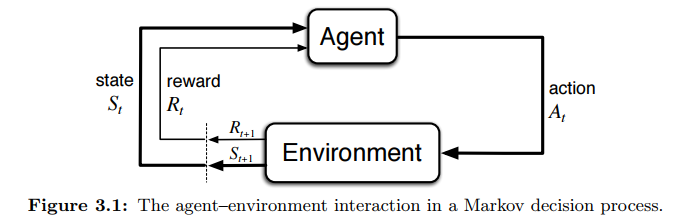 Agent
state
S_t
reward
R_t
action
A_t
R_{t+1}
S_{t+1}
Environment
Figure 3.1: The agent–environment interaction in a Markov decision process.